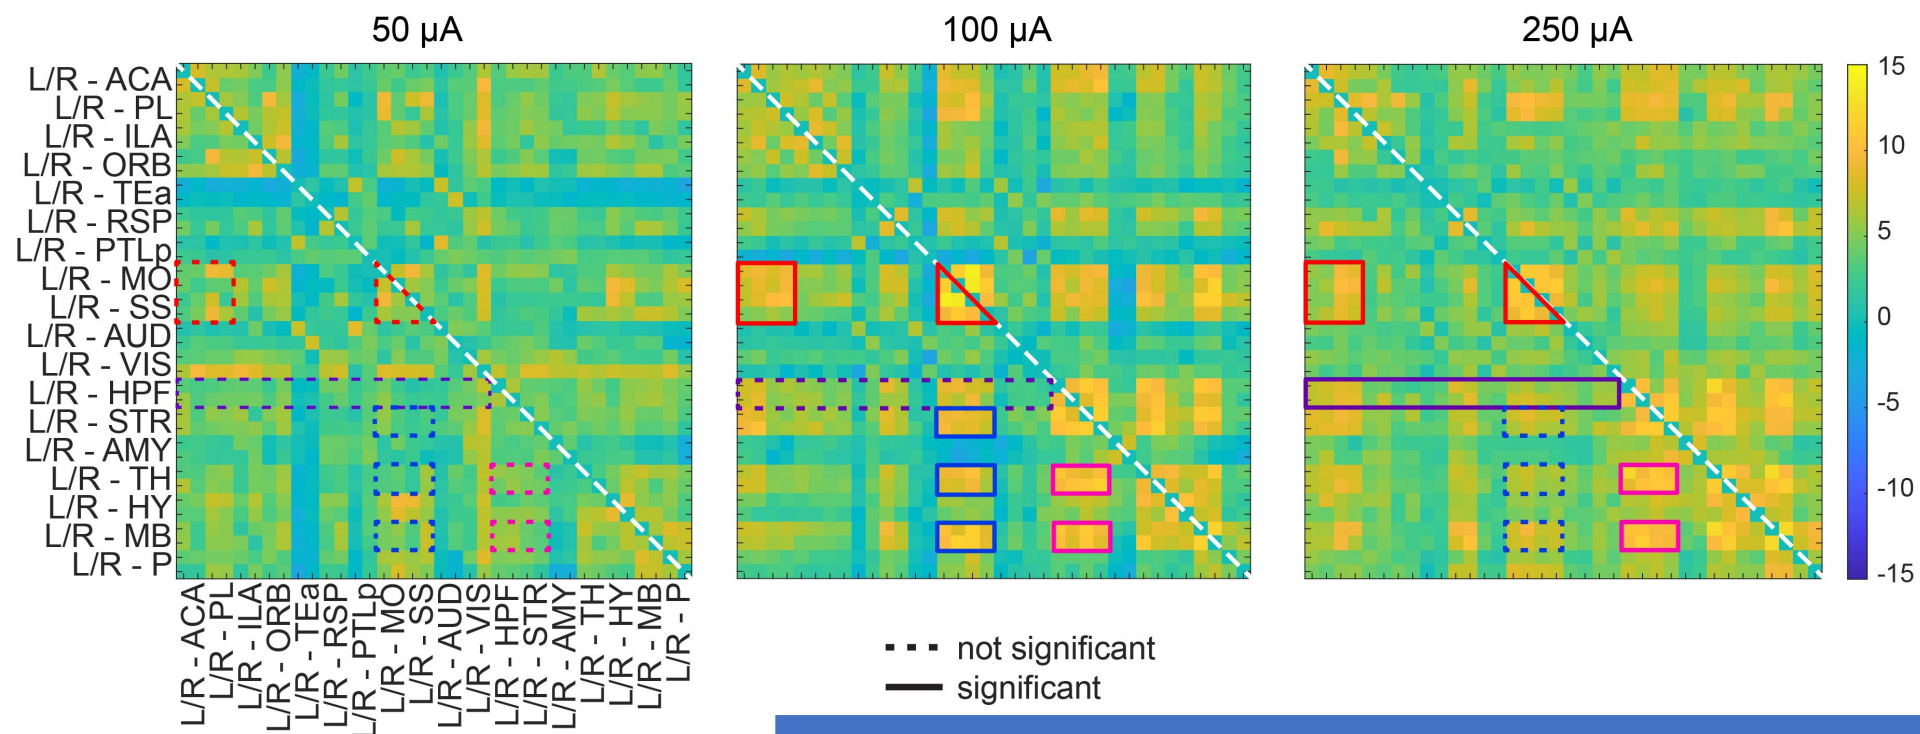 50 µA
100 µA
250 µA
L/R - ACA
L/R - PL
L/R - ILA
L/R - ORB
L/R - TEa
L/R - RSP
L/R - PTLp
L/R - MO
L/R - SS
L/R - AUD
L/R - VIS
L/R - HPF
L/R - STR
L/R - AMY
L/R - TH
L/R - HY
L/R - MB
L/R - P
15
10
5
0
-5
-10
-15
L/R - ACA
L/R - PL
L/R - ILA
L/R - ORB
L/R - TEa
L/R - RSP
L/R - PTLp
L/R - MO
L/R - SS
L/R - AUD
L/R - VIS
L/R - HPF
L/R - STR
L/R - AMY
L/R - TH
L/R - HY
L/R - MB
L/R - P
not significant
significant